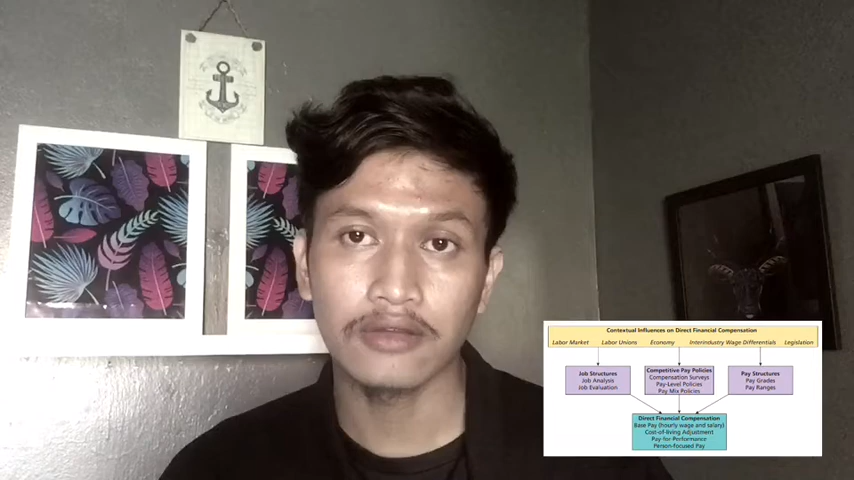 Contextual Influences on Direct Financial Compensation
Labor Market Labor Unions Economy Interindustry Wage Differentials Legislation
Job Structures
Job Analysis
Job Evaluation
Competitive Pay Policies
Compensation Surveys
Pay-Level Policies
Pay Mix Policies
Pay Structures
Pay Grades
Pay Ranges
Direct Financial Compensation
Base Pay (hourly wage and salary)
Cost-of-living Adjustment
Pay-for-Performance
Person-focused Pay